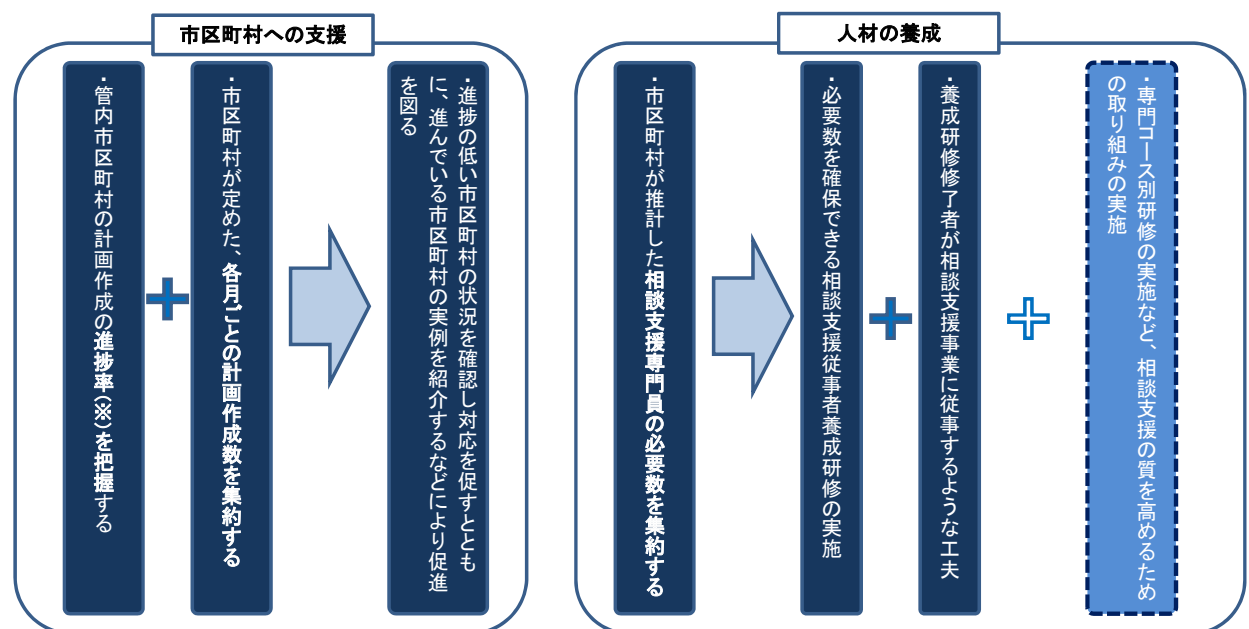 市区町村への支援
・管内市区町村の計画作成の進捗率(※)を把握する
・市区町村が定めた、各月ごとの計画作成数を集約する
・進捗の低い市区町村の状況を確認し対応を促すととも
に、進んでいる市区町村の実例を紹介するなどにより促進
を図る
人材の養成
・市区町村が推計した相談支援専門員の必要数を集約する
・必要数を確保できる相談支援従事者養成研修の実施
・養成研修修了者が相談支援事業に従事するような工夫
・専門コース別研修の実施など、相談支援の質を高めるため
の取り組みの実施